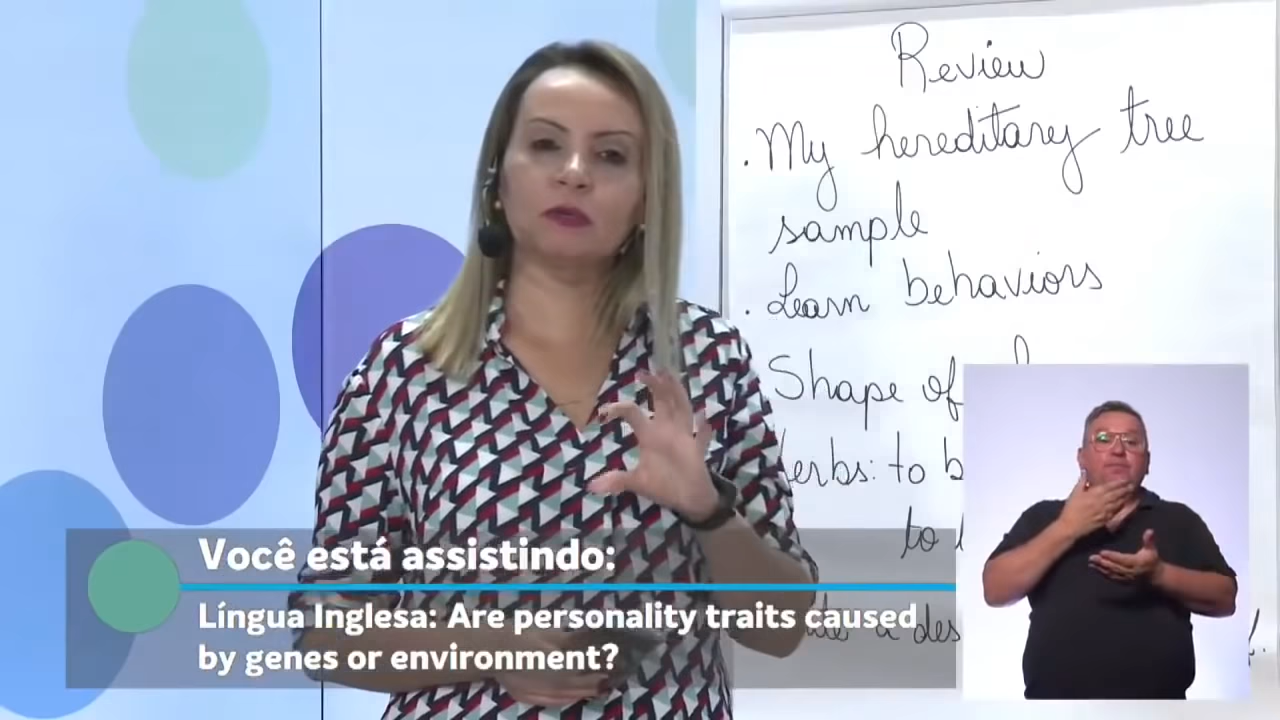 Review
. My hereditary tree
sample
. Learn behaviors
Shape of
to b
to
a des
Você está assistindo:
Língua Inglesa: Are personality traits caused
by genes or environment?